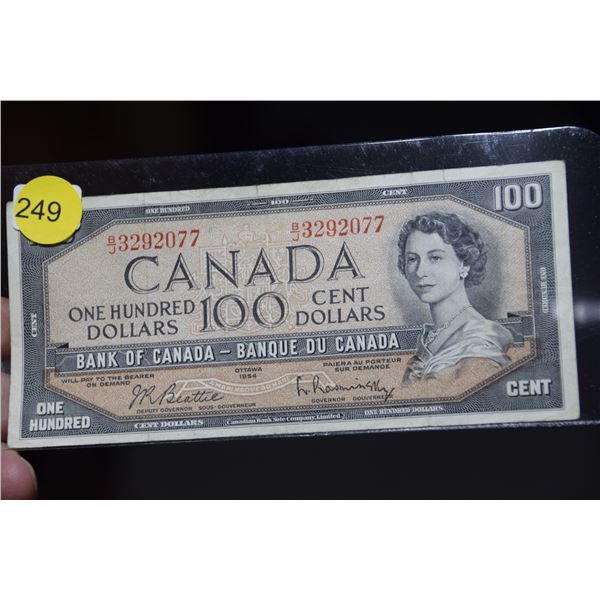 249
ONE HUNDRED 100 CENT
100
B/J 3292077 B/J 3292077
CANADA
ONE HUNDRED DOLLARS 100 CENT DOLLARS
BANK OF CANADA – BANQUE DU CANADA
WILL PAY TO THE BEARER ON DEMAND
OTTAWA 1954
PAIERA AU PORTEUR SUR DEMANDE
J.R. Beattie
L. Rasminsky
DEPUTY GOVERNOR SOUS-GOUVERNEUR
GOVERNOR GOUVERNEUR
CENT
ONE HUNDRED
CENT
CENT DOLLARS
Canadian Bank Note Company, Limited
ONE HUNDRED DOLLARS